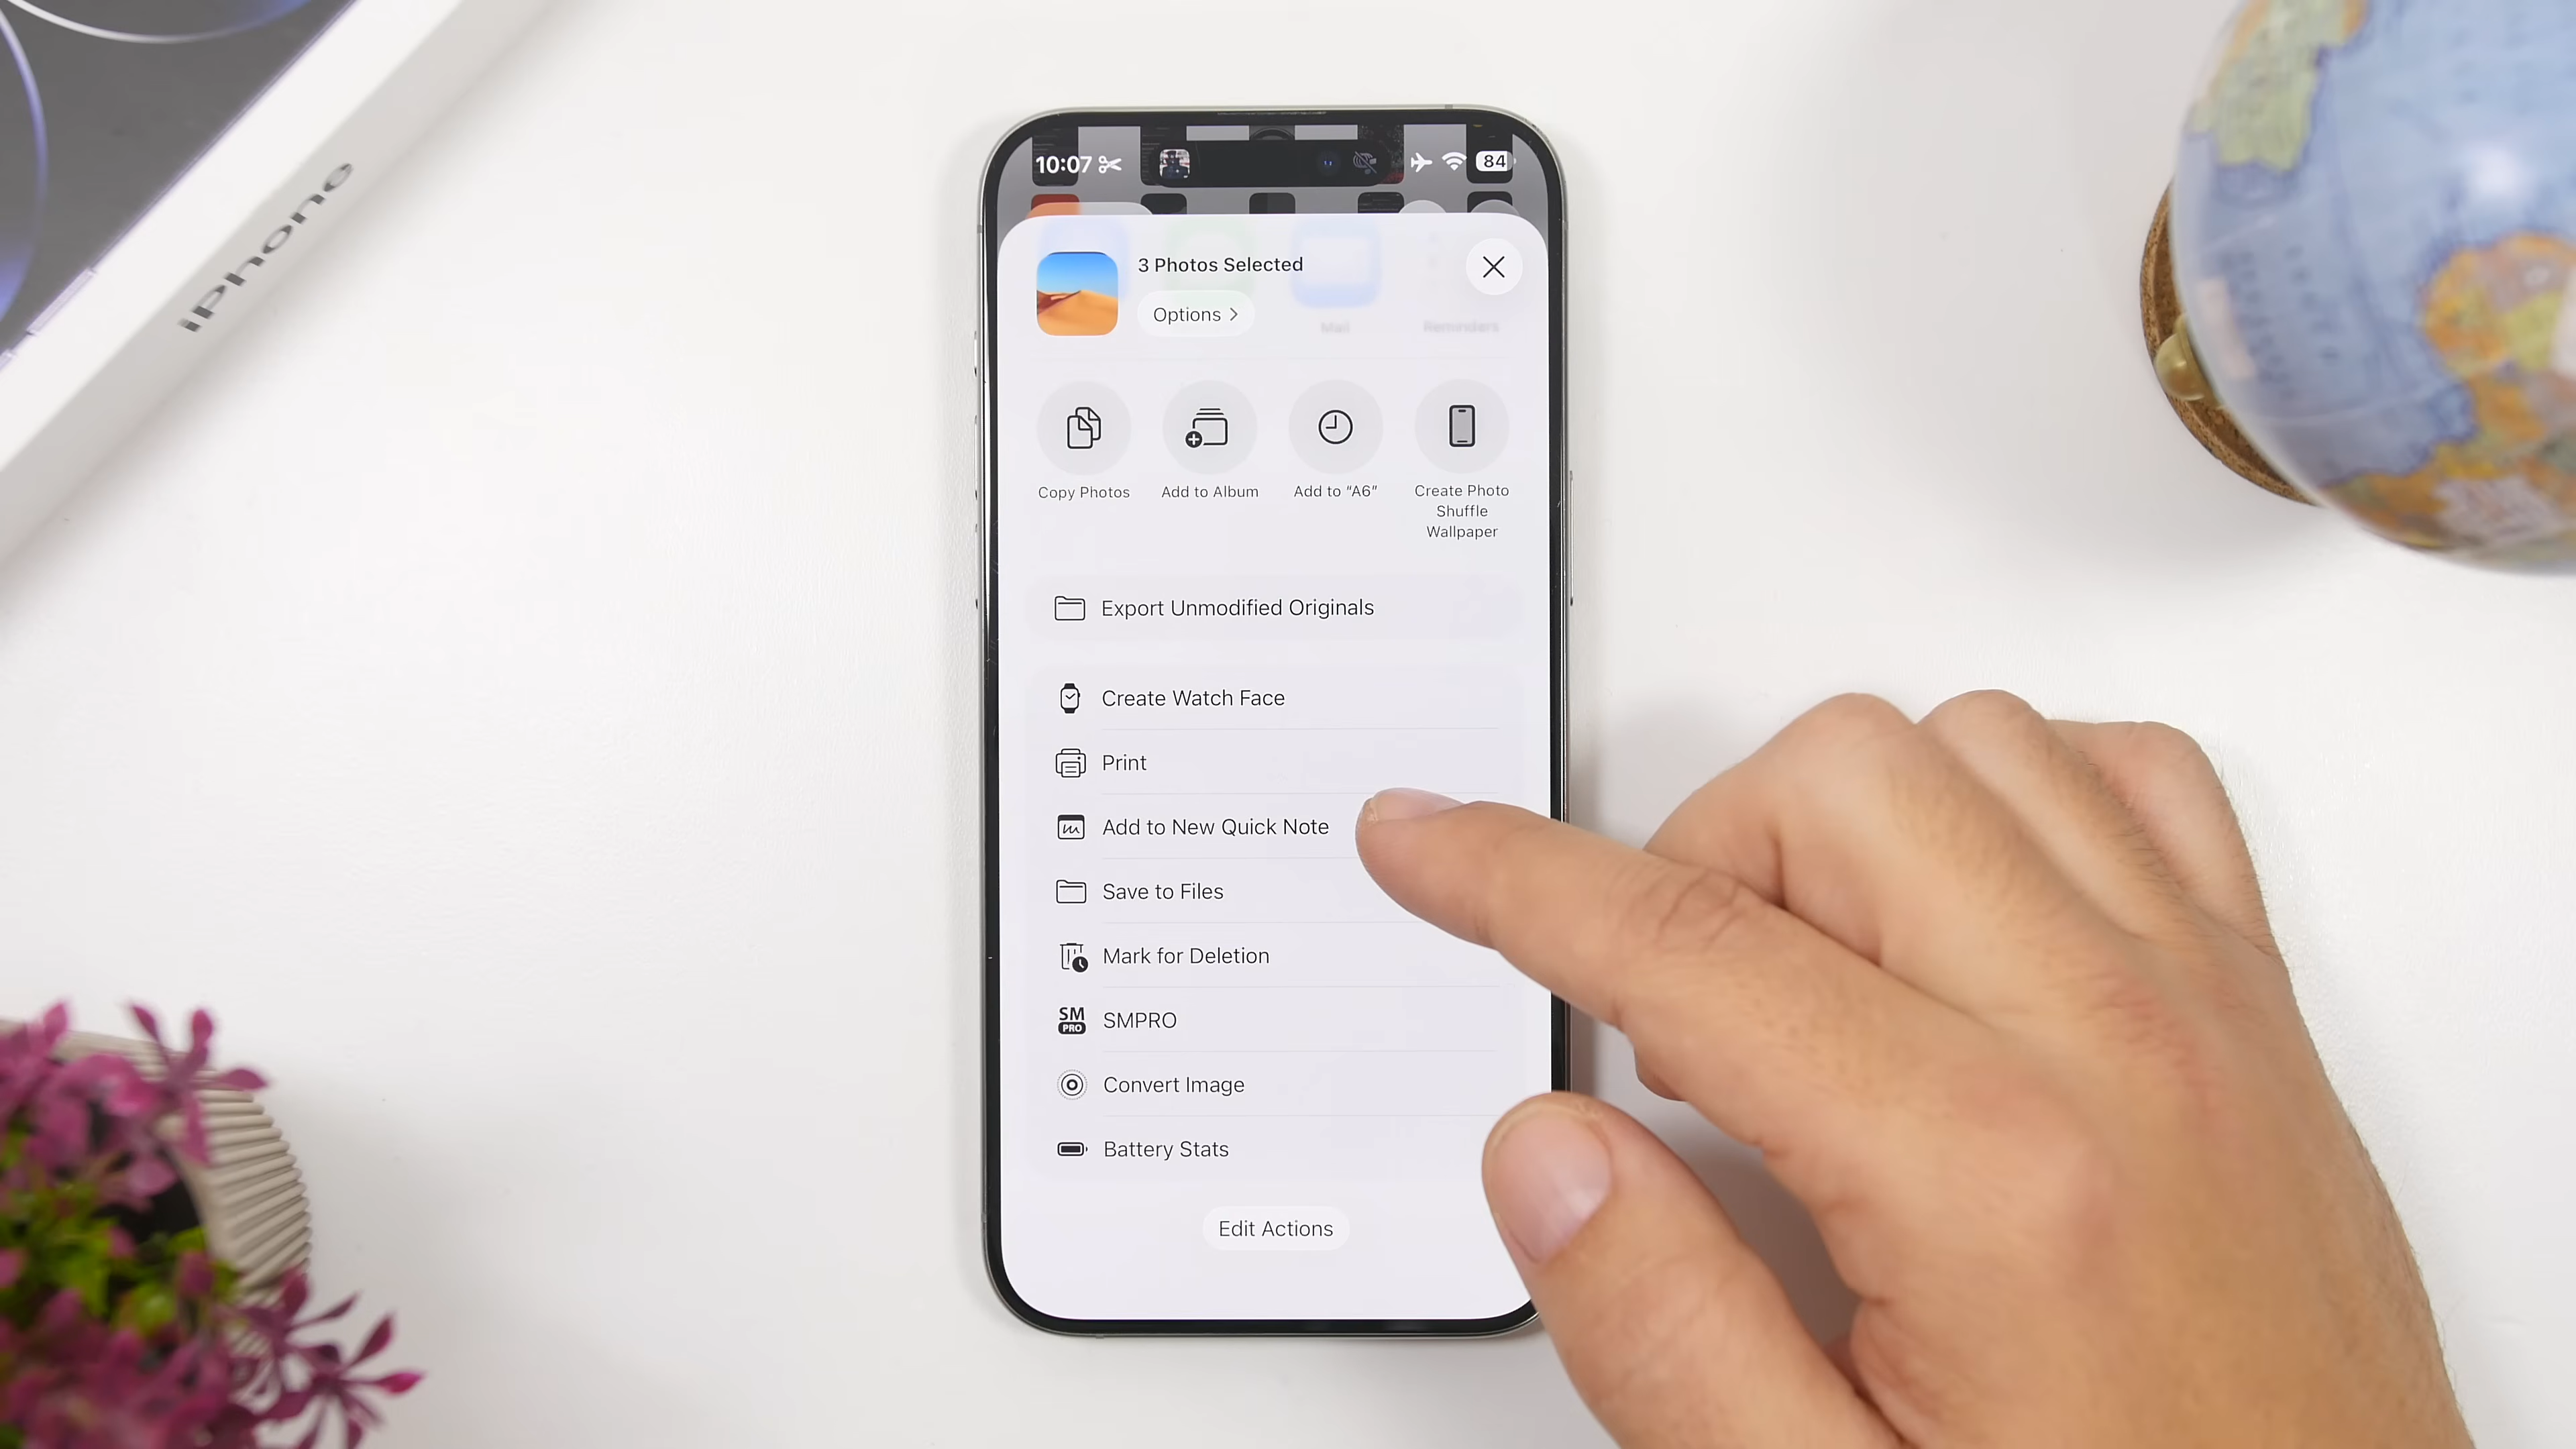 iPhone
10:07
84
3 Photos Selected
Options
Mail
Reminders
Copy Photos
Add to Album
Add to “A6”
Create Photo
Shuffle
Wallpaper
Export Unmodified Originals
Create Watch Face
Print
Add to New Quick Note
Save to Files
Mark for Deletion
SM
PRO
SMPRO
Convert Image
Battery Stats
Edit Actions